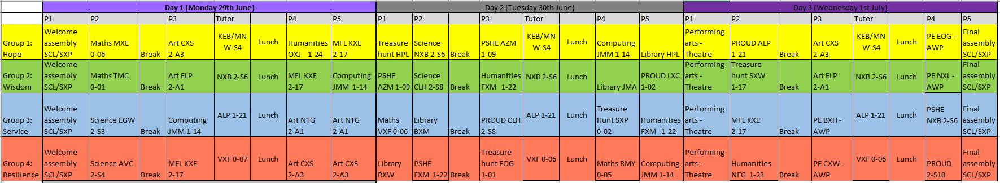 Day 1 (Monday 29th June) Day 2 (Tuesday 30th June) Day 3 (Wednesday 1st July)
P1 P2 P3 Tutor P4 P5 P1 P2 P3 Tutor P4 P5 P1 P2 P3 Tutor P4 P5
Group 1: Hope Welcome assembly SCL/SXP Maths MXE 0-06 Break Art CXS 2-A3 KEB/MN W-S4 Lunch Humanities OXJ 1-24 MFL KXE 2-17 Treasure hunt HPL Science NXB 2-S6 Break PSHE AZM 1-09 KEB/MN W-S4 Lunch Computing JMM 1-14 Library HPL Performing arts - Theatre PROUD ALP 1-21 Break Art CXS 2-A3 KEB/MN W-S4 Lunch PE EOG - AWP Final assembly SCL/SXP
Group 2: Wisdom Welcome assembly SCL/SXP Maths TMC 0-01 Break Art ELP 2-A1 NXB 2-S6 Lunch MFL KXE 2-17 Computing JMM 1-14 PSHE AZM 1-09 Science CLH 2-S8 Break Humanities FXM 1-22 NXB 2-S6 Lunch Library JMA PROUD LXC 1-02 Performing arts - Theatre Treasure hunt SXW 1-17 Break Art ELP 2-A1 NXB 2-S6 Lunch PE NXL - AWP Final assembly SCL/SXP
Group 3: Service Welcome assembly SCL/SXP Science EGW 2-S3 Break Computing JMM 1-14 ALP 1-21 Lunch Art NTG 2-A1 Art NTG 2-A1 Maths VXF 0-06 Library BXM Break PROUD CLH 2-S8 ALP 1-21 Lunch Treasure Hunt SXP 0-02 Humanities FXM 1-22 Performing arts - Theatre MFL KXE 2-17 Break PE BXH - AWP ALP 1-21 Lunch PSHE NXB 2-S6 Final assembly SCL/SXP
Group 4: Resilience Welcome assembly SCL/SXP Science AVC 2-S4 Break MFL KXE 2-17 VXF 0-07 Lunch Art CXS 2-A3 Art CXS 2-A3 Library RXW PSHE FXM 1-22 Break Treasure hunt EOG 1-01 VXF 0-06 Lunch Maths RMY 0-05 Computing JMM 1-14 Performing arts - Theatre Humanities NFG 1-23 Break PE CXW - AWP VXF 0-06 Lunch PROUD 2-S10 Final assembly SCL/SXP